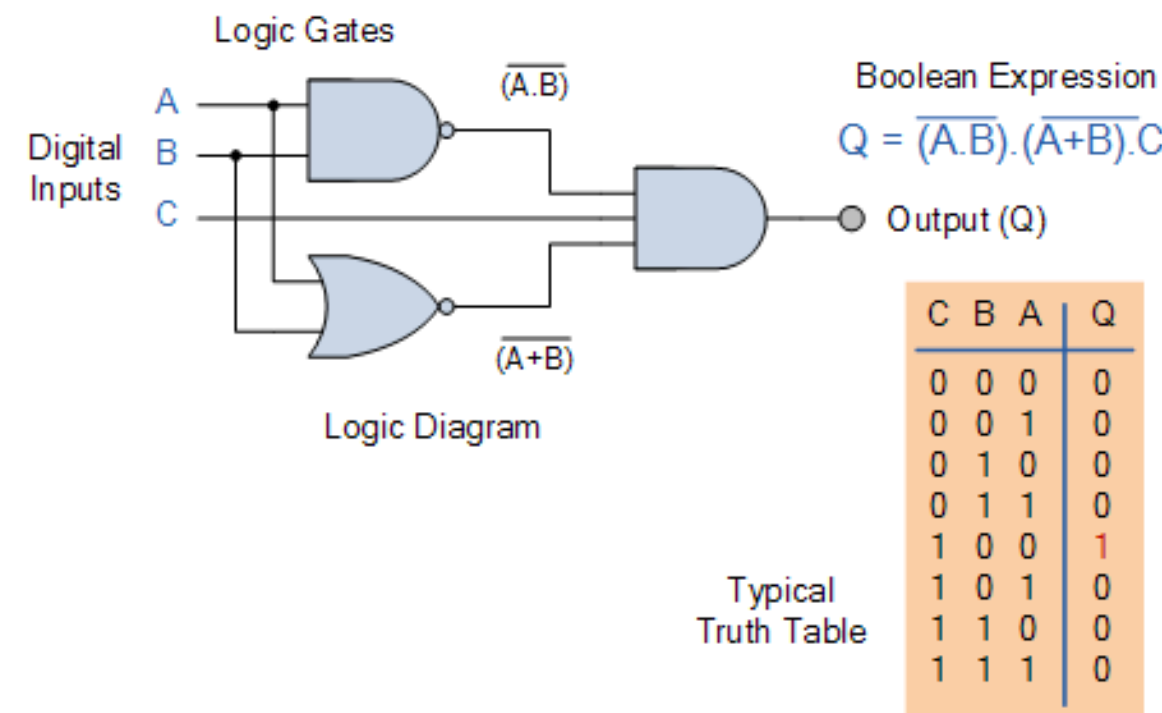 Logic Gates
A
B
C
Digital
Inputs
(A.B)
(A+B)
Logic Diagram
Boolean Expression
Q = (A.B).(A+B).C
Output (Q)
C B A Q
0 0 0 0
0 0 1 0
0 1 0 0
0 1 1 0
1 0 0 1
1 0 1 0
1 1 0 0
1 1 1 0
Typical
Truth Table